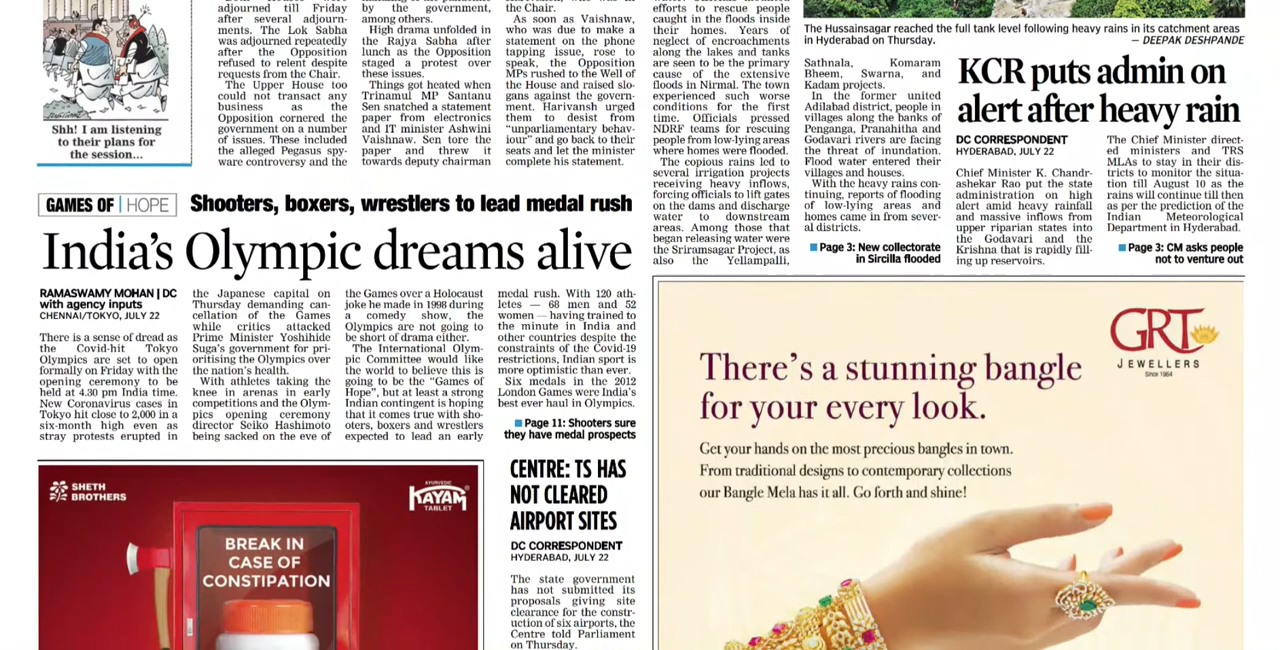 Shh! I am listening
to their plans for
the session...
adjourned till Friday
after several adjourn-
ments. The Lok Sabha
was adjourned repeatedly
after the Opposition
refused to relent despite
requests from the Chair.
The Upper House too
could not transact any
business as the
Opposition cornered the
government on a number
of issues. These included
the alleged Pegasus spy-
ware controversy and the
by the government,
among others.
High drama unfolded in
the Rajya Sabha after
lunch as the Opposition
staged a protest over
these issues.
Things got heated when
Trinamul MP Santanu
Sen snatched a statement
paper from electronics
and IT minister Ashwini
Vaishnaw. Sen tore the
paper and threw it
towards deputy chairman
the Chair.
As soon as Vaishnaw,
who was due to make a
statement on the phone
tapping issue, rose to
speak, the Opposition
MPs rushed to the Well of
the House and raised slo-
gans against the govern-
ment. Harivansh urged
them to desist from
"unparliamentary behav-
iour" and go back to their
seats and let the minister
complete his statement.
efforts to rescue people
caught in the floods inside
their homes. Years of
neglect of encroachments
along the lakes and tanks
are seen to be the primary
cause of the extensive
floods in Nirmal. The town
experienced such worse
conditions for the first
time. Officials pressed
NDRF teams for rescuing
people from low-lying areas
where homes were flooded.
The copious rains led to
several irrigation projects
receiving heavy inflows,
forcing officials to lift gates
on the dams and discharge
water to downstream
areas. Among those that
began releasing water were
the Sriramsagar Project, as
also the Yellampalli,
The Hussainsagar reached the full tank level following heavy rains in its catchment areas
in Hyderabad on Thursday. — DEEPAK DESHPANDE
Sathnala, Komaram
Bheem, Swarna, and
Kadam projects.
In the former united
Adilabad district, people in
villages along the banks of
Penganga, Pranahitha and
Godavari rivers are facing
the threat of inundation.
Flood water entered their
villages and houses.
With the heavy rains con-
tinuing, reports of flooding
of low-lying areas and
homes came in from sever-
al districts.
Page 3: New collectorate
in Sircilla flooded
KCR puts admin on
alert after heavy rain
DC CORRESPONDENT
HYDERABAD, JULY 22
Chief Minister K. Chandr-
ashekar Rao put the state
administration on high
alert amid heavy rainfall
and massive inflows from
upper riparian states into
the Godavari and the
Krishna that is rapidly fill-
ing up reservoirs.
The Chief Minister direct-
ed ministers and TRS
MLAs to stay in their dis-
tricts to monitor the situa-
tion till August 10 as the
rains will continue till then
as per the prediction of the
Indian Meteorological
Department in Hyderabad.
Page 3: CM asks people
not to venture out
GAMES OF | HOPE Shooters, boxers, wrestlers to lead medal rush
India's Olympic dreams alive
RAMASWAMY MOHAN | DC
with agency inputs
CHENNAI/TOKYO, JULY 22
There is a sense of dread as
the Covid-hit Tokyo
Olympics are set to open
formally on Friday with the
opening ceremony to be
held at 4.30 pm India time.
New Coronavirus cases in
Tokyo hit close to 2,000 in a
six-month high even as
stray protests erupted in
the Japanese capital on
Thursday demanding can-
cellation of the Games
while critics attacked
Prime Minister Yoshihide
Suga's government for pri-
oritising the Olympics over
the nation's health.
With athletes taking the
knee in arenas in early
competitions and the Olym-
pics opening ceremony
director Seiko Hashimoto
being sacked on the eve of
the Games over a Holocaust
joke he made in 1998 during
a comedy show, the
Olympics are not going to
be short of drama either.
The International Olym-
pic Committee would like
the world to believe this is
going to be the "Games of
Hope", but at least a strong
Indian contingent is hoping
that it comes true with sho-
oters, boxers and wrestlers
expected to lead an early
medal rush. With 120 ath-
letes — 68 men and 52
women — having trained to
the minute in India and
other countries despite the
constraints of the Covid-19
restrictions, Indian sport is
more optimistic than ever.
Six medals in the 2012
London Games were India's
best ever haul in Olympics.
Page 11: Shooters sure
they have medal prospects
CENTRE: TS HAS
NOT CLEARED
AIRPORT SITES
DC CORRESPONDENT
HYDERABAD, JULY 22
The state government
has not submitted its
proposals giving site
clearance for the constr-
uction of six airports, the
Centre told Parliament
on Thursday.
SHETH
BROTHERS
AYURVEDIC
KAYAM
TABLET
BREAK IN
CASE OF
CONSTIPATION
GRT
JEWELLERS
Since 1964
There's a stunning bangle
for your every look.
Get your hands on the most precious bangles in town.
From traditional designs to contemporary collections
our Bangle Mela has it all. Go forth and shine!